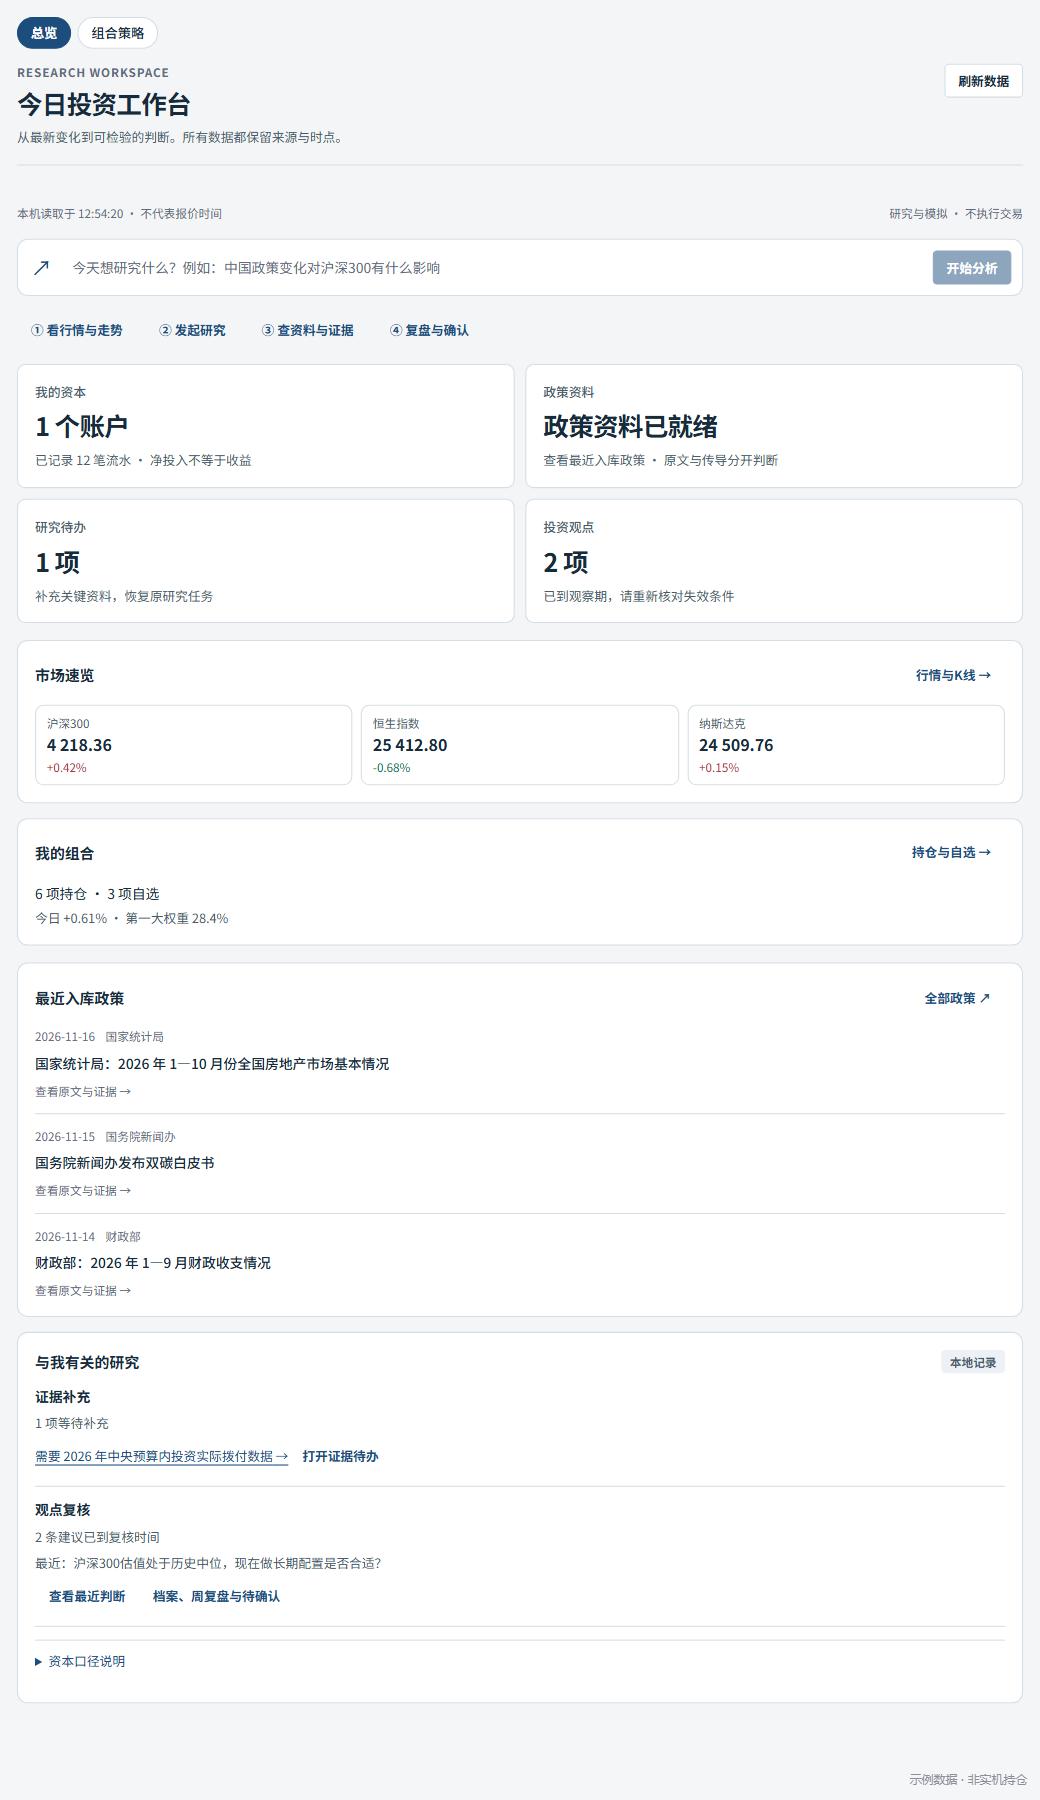 总览 组合策略
RESEARCH WORKSPACE
今日投资工作台
刷新数据
从最新变化到可检验的判断。所有数据都保留来源与时点。
本机读取于 12:54:20 · 不代表报价时间
研究与模拟 · 不执行交易
↗ 今天想研究什么？例如：中国政策变化对沪深300有什么影响
开始分析
① 看行情与走势 ② 发起研究 ③ 查资料与证据 ④ 复盘与确认
我的资本
1 个账户
已记录 12 笔流水 · 净投入不等于收益
政策资料
政策资料已就绪
查看最近入库政策 · 原文与传导分开判断
研究待办
1 项
补充关键资料，恢复原研究任务
投资观点
2 项
已到观察期，请重新核对失效条件
市场速览
行情与K线 →
沪深300
4 218.36
+0.42%
恒生指数
25 412.80
-0.68%
纳斯达克
24 509.76
+0.15%
我的组合
持仓与自选 →
6 项持仓 · 3 项自选
今日 +0.61% · 第一大权重 28.4%
最近入库政策
全部政策 ↗
2026-11-16 国家统计局
国家统计局：2026 年 1—10 月份全国房地产市场基本情况
查看原文与证据 →
2026-11-15 国务院新闻办
国务院新闻办发布双碳白皮书
查看原文与证据 →
2026-11-14 财政部
财政部：2026 年 1—9 月财政收支情况
查看原文与证据 →
与我有关的研究
本地记录
证据补充
1 项等待补充
需要 2026 年中央预算内投资实际拨付数据 → 打开证据待办
观点复核
2 条建议已到复核时间
最近：沪深300估值处于历史中位，现在做长期配置是否合适？
查看最近判断 档案、周复盘与待确认
▶ 资本口径说明
示例数据 · 非实机持仓